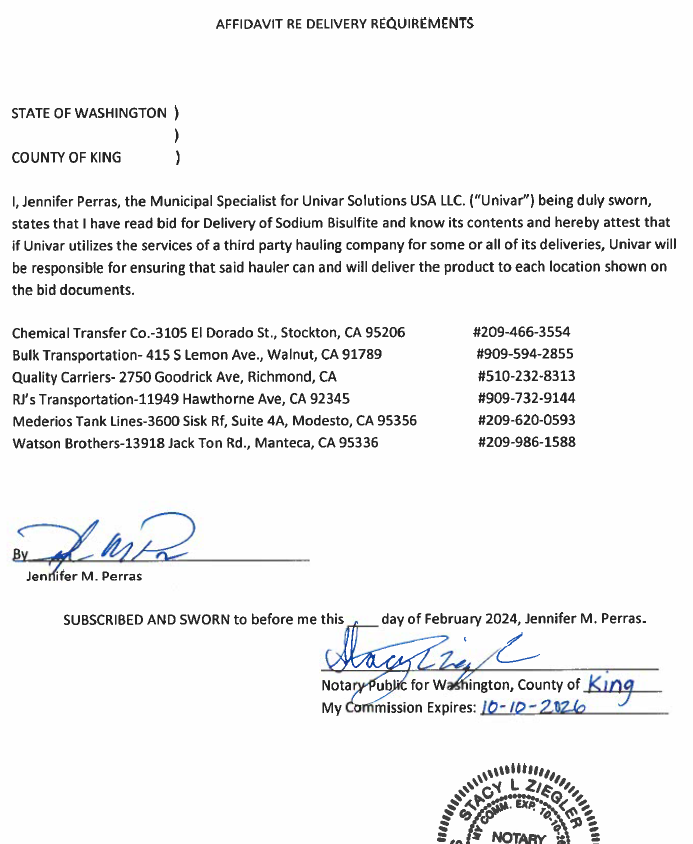 AFFIDAVIT RE DELIVERY REQUIREMENTS
STATE OF WASHINGTON )
)
COUNTY OF KING )
I, Jennifer Perras, the Municipal Specialist for Univar Solutions USA LLC. (“Univar”) being duly sworn,
states that I have read bid for Delivery of Sodium Bisulfite and know its contents and hereby attest that
if Univar utilizes the services of a third party hauling company for some or all of its deliveries, Univar will
be responsible for ensuring that said hauler can and will deliver the product to each location shown on
the bid documents.
Chemical Transfer Co.-3105 El Dorado St., Stockton, CA 95206 #209-466-3554
Bulk Transportation- 415 S Lemon Ave., Walnut, CA 91789 #909-594-2855
Quality Carriers- 2750 Goodrick Ave, Richmond, CA #510-232-8313
RJ's Transportation-11949 Hawthorne Ave, CA 92345 #909-732-9144
Mederios Tank Lines-3600 Sisk Rf, Suite 4A, Modesto, CA 95356 #209-620-0593
Watson Brothers-13918 Jack Ton Rd., Manteca, CA 95336 #209-986-1588
By
Jennifer M. Perras
SUBSCRIBED AND SWORN to before me this ____ day of February 2024, Jennifer M. Perras.
Notary Public for Washington, County of King
My Commission Expires: 10-10-2026
STACY L ZIEGLER
MY COMM. EXP. 10-10-
NOTARY